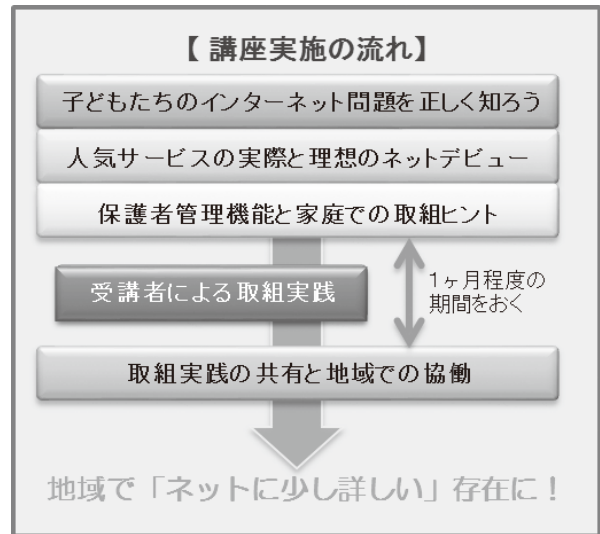 【 講座実施の流れ】
子どもたちのインターネット問題を正しく知ろう
人気サービスの実際と理想のネットデビュー
保護者管理機能と家庭での取組ヒント
受講者による取組実践
1ヶ月程度の
期間をおく
取組実践の共有と地域での協働
地域で「ネットに少し詳しい」存在に！